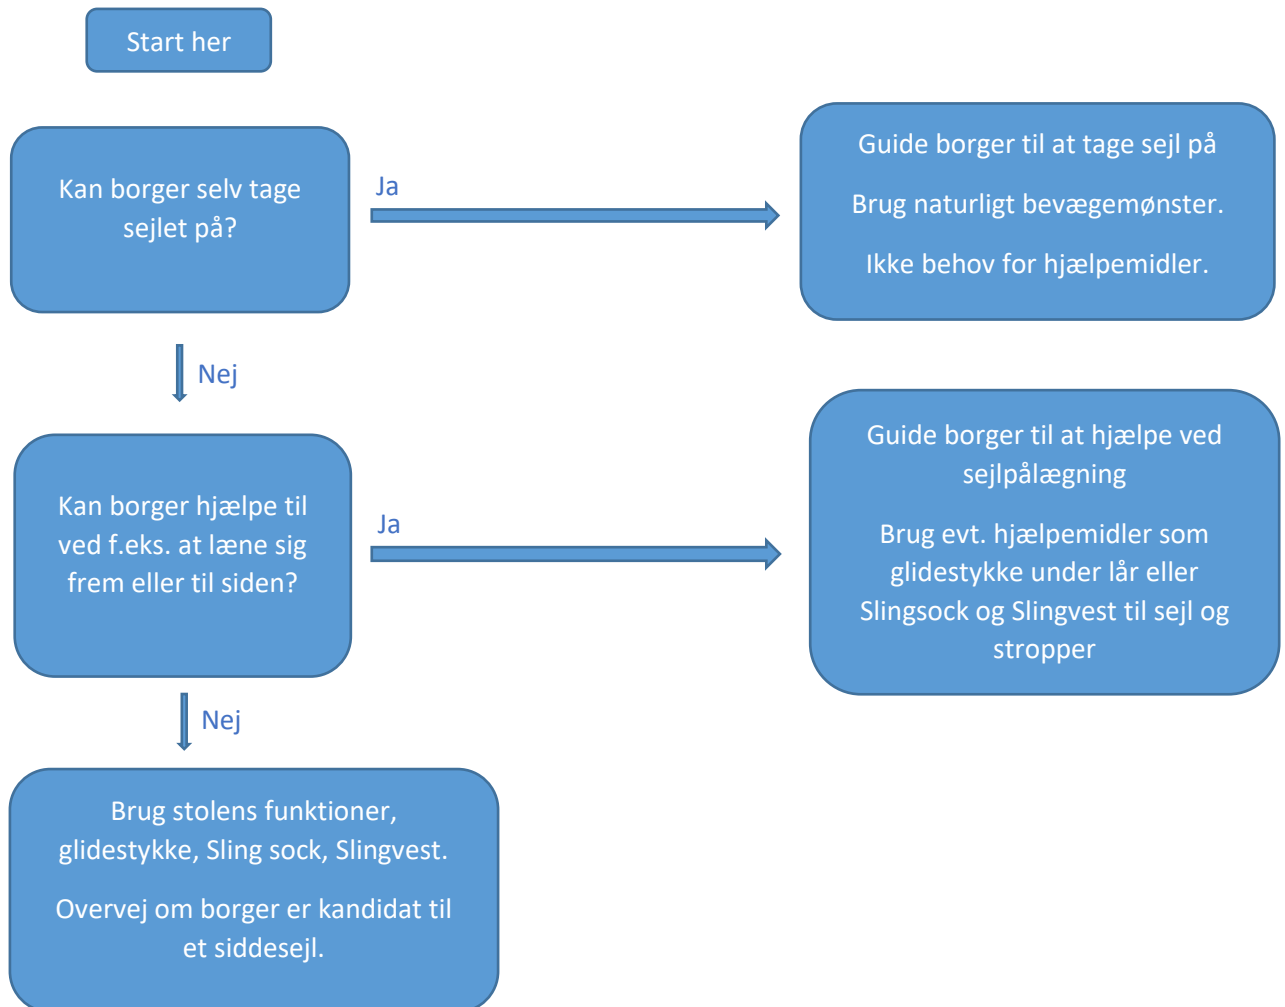 Start her
Kan borger selv tage
sejlet på?
Ja
Guide borger til at tage sejl på
Brug naturligt bevægemønster.
Ikke behov for hjælpemidler.
Nej
Kan borger hjælpe til
ved f.eks. at læne sig
frem eller til siden?
Ja
Guide borger til at hjælpe ved
sejlpålægning
Brug evt. hjælpemidler som
glidestykke under lår eller
Slingsock og Slingvest til sejl og
stropper
Nej
Brug stolens funktioner,
glidestykke, Sling sock, Slingvest.
Overvej om borger er kandidat til
et siddesejl.